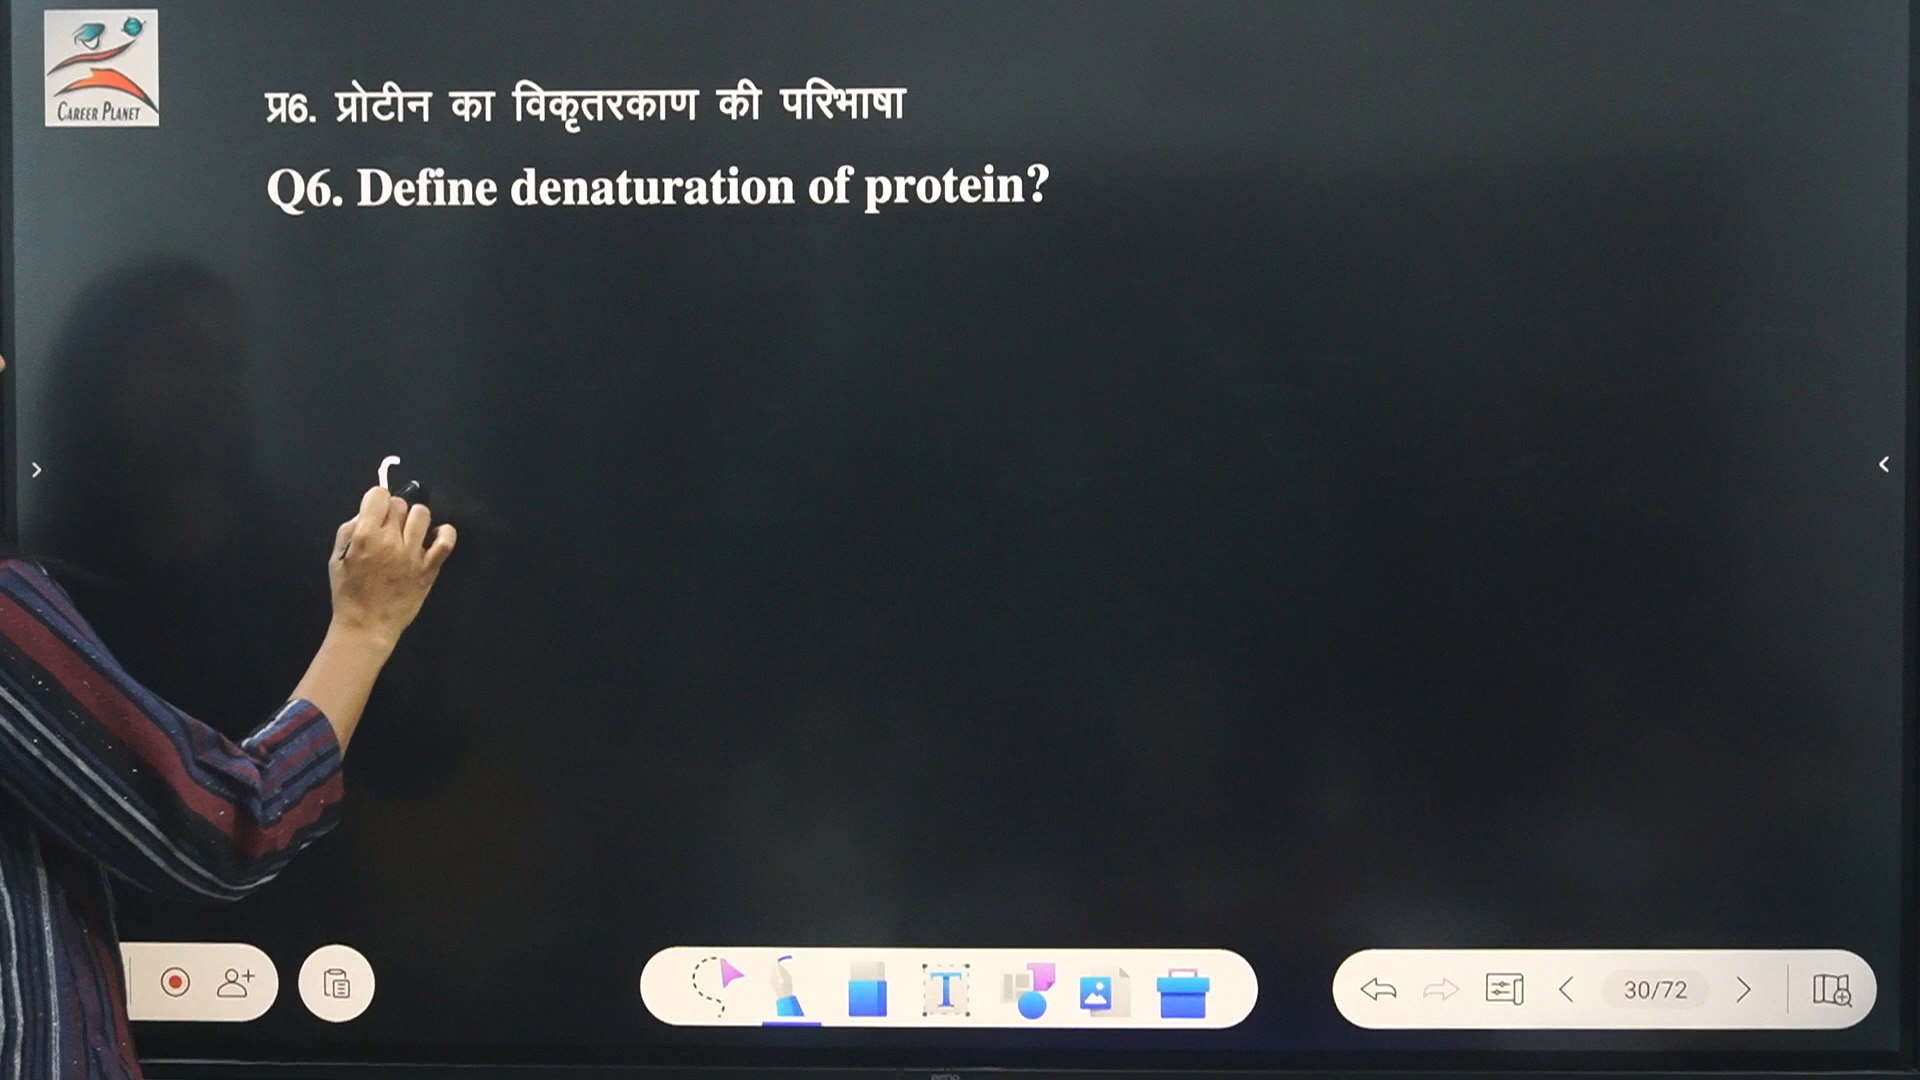 CAREER PLANET
प्र6. प्रोटीन का विकृतरकाण की परिभाषा
Q6. Define denaturation of protein?
T
30/72